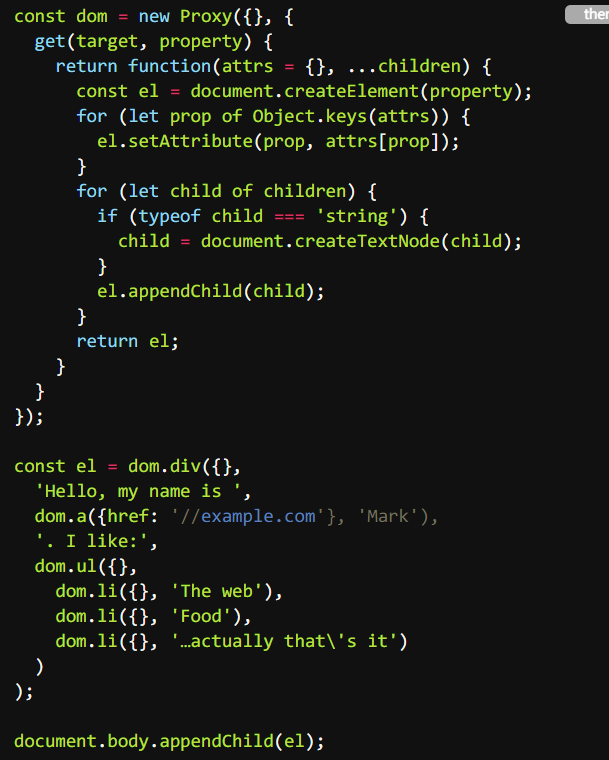 const dom = new Proxy({}, {
  get(target, property) {
    return function(attrs = {}, ...children) {
      const el = document.createElement(property);
      for (let prop of Object.keys(attrs)) {
        el.setAttribute(prop, attrs[prop]);
      }
      for (let child of children) {
        if (typeof child === 'string') {
          child = document.createTextNode(child);
        }
        el.appendChild(child);
      }
      return el;
    }
  }
});

const el = dom.div({},
  'Hello, my name is ',
  dom.a({href: '//example.com'}, 'Mark'),
  '. I like:',
  dom.ul({},
    dom.li({}, 'The web'),
    dom.li({}, 'Food'),
    dom.li({}, '…actually that\'s it')
  )
);

document.body.appendChild(el);